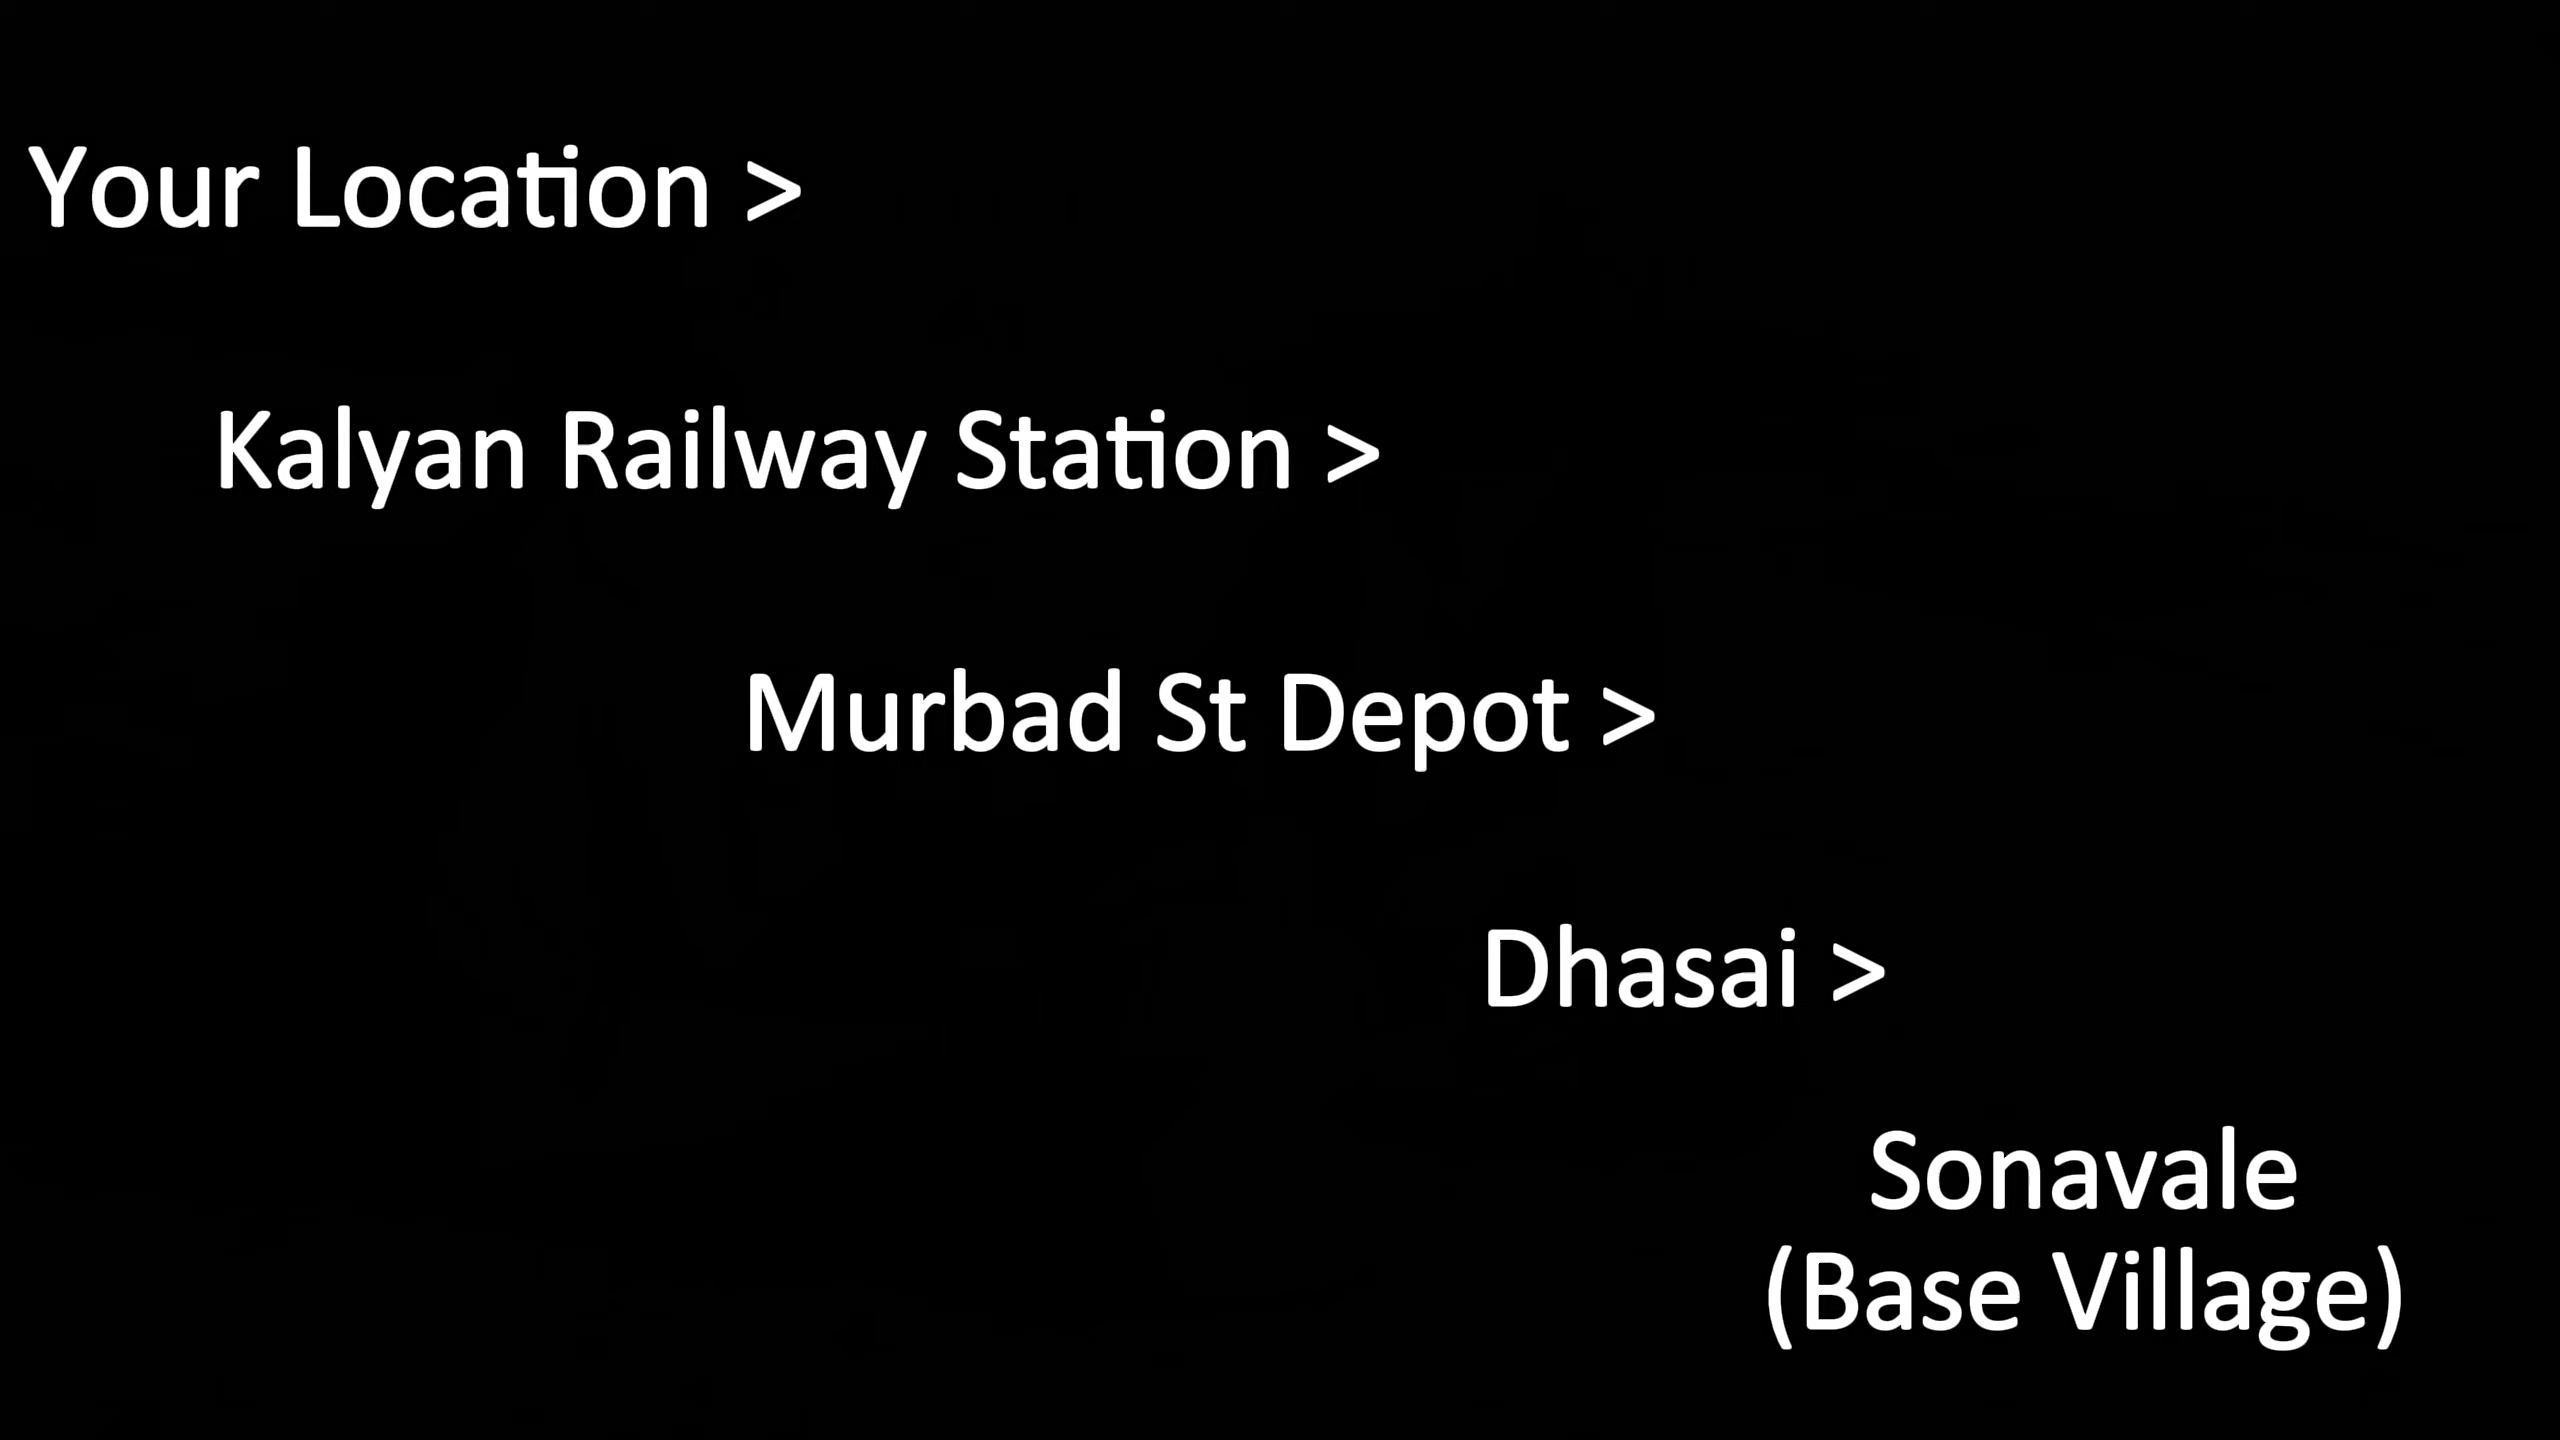 Your Location >
Kalyan Railway Station >
Murbad St Depot >
Dhasai >
Sonavale
(Base Village)